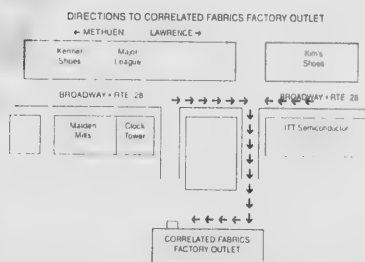 DIRECTIONS TO CORRELATED FABRICS FACTORY OUTLET
← METHUEN LAWRENCE →
Kenner Shoes
Major League
Kim's Shoes
BROADWAY • RTE 28
BROADWAY • RTE 28
Malden Mills
Clock Tower
ITT Semiconductor
CORRELATED FABRICS
FACTORY OUTLET